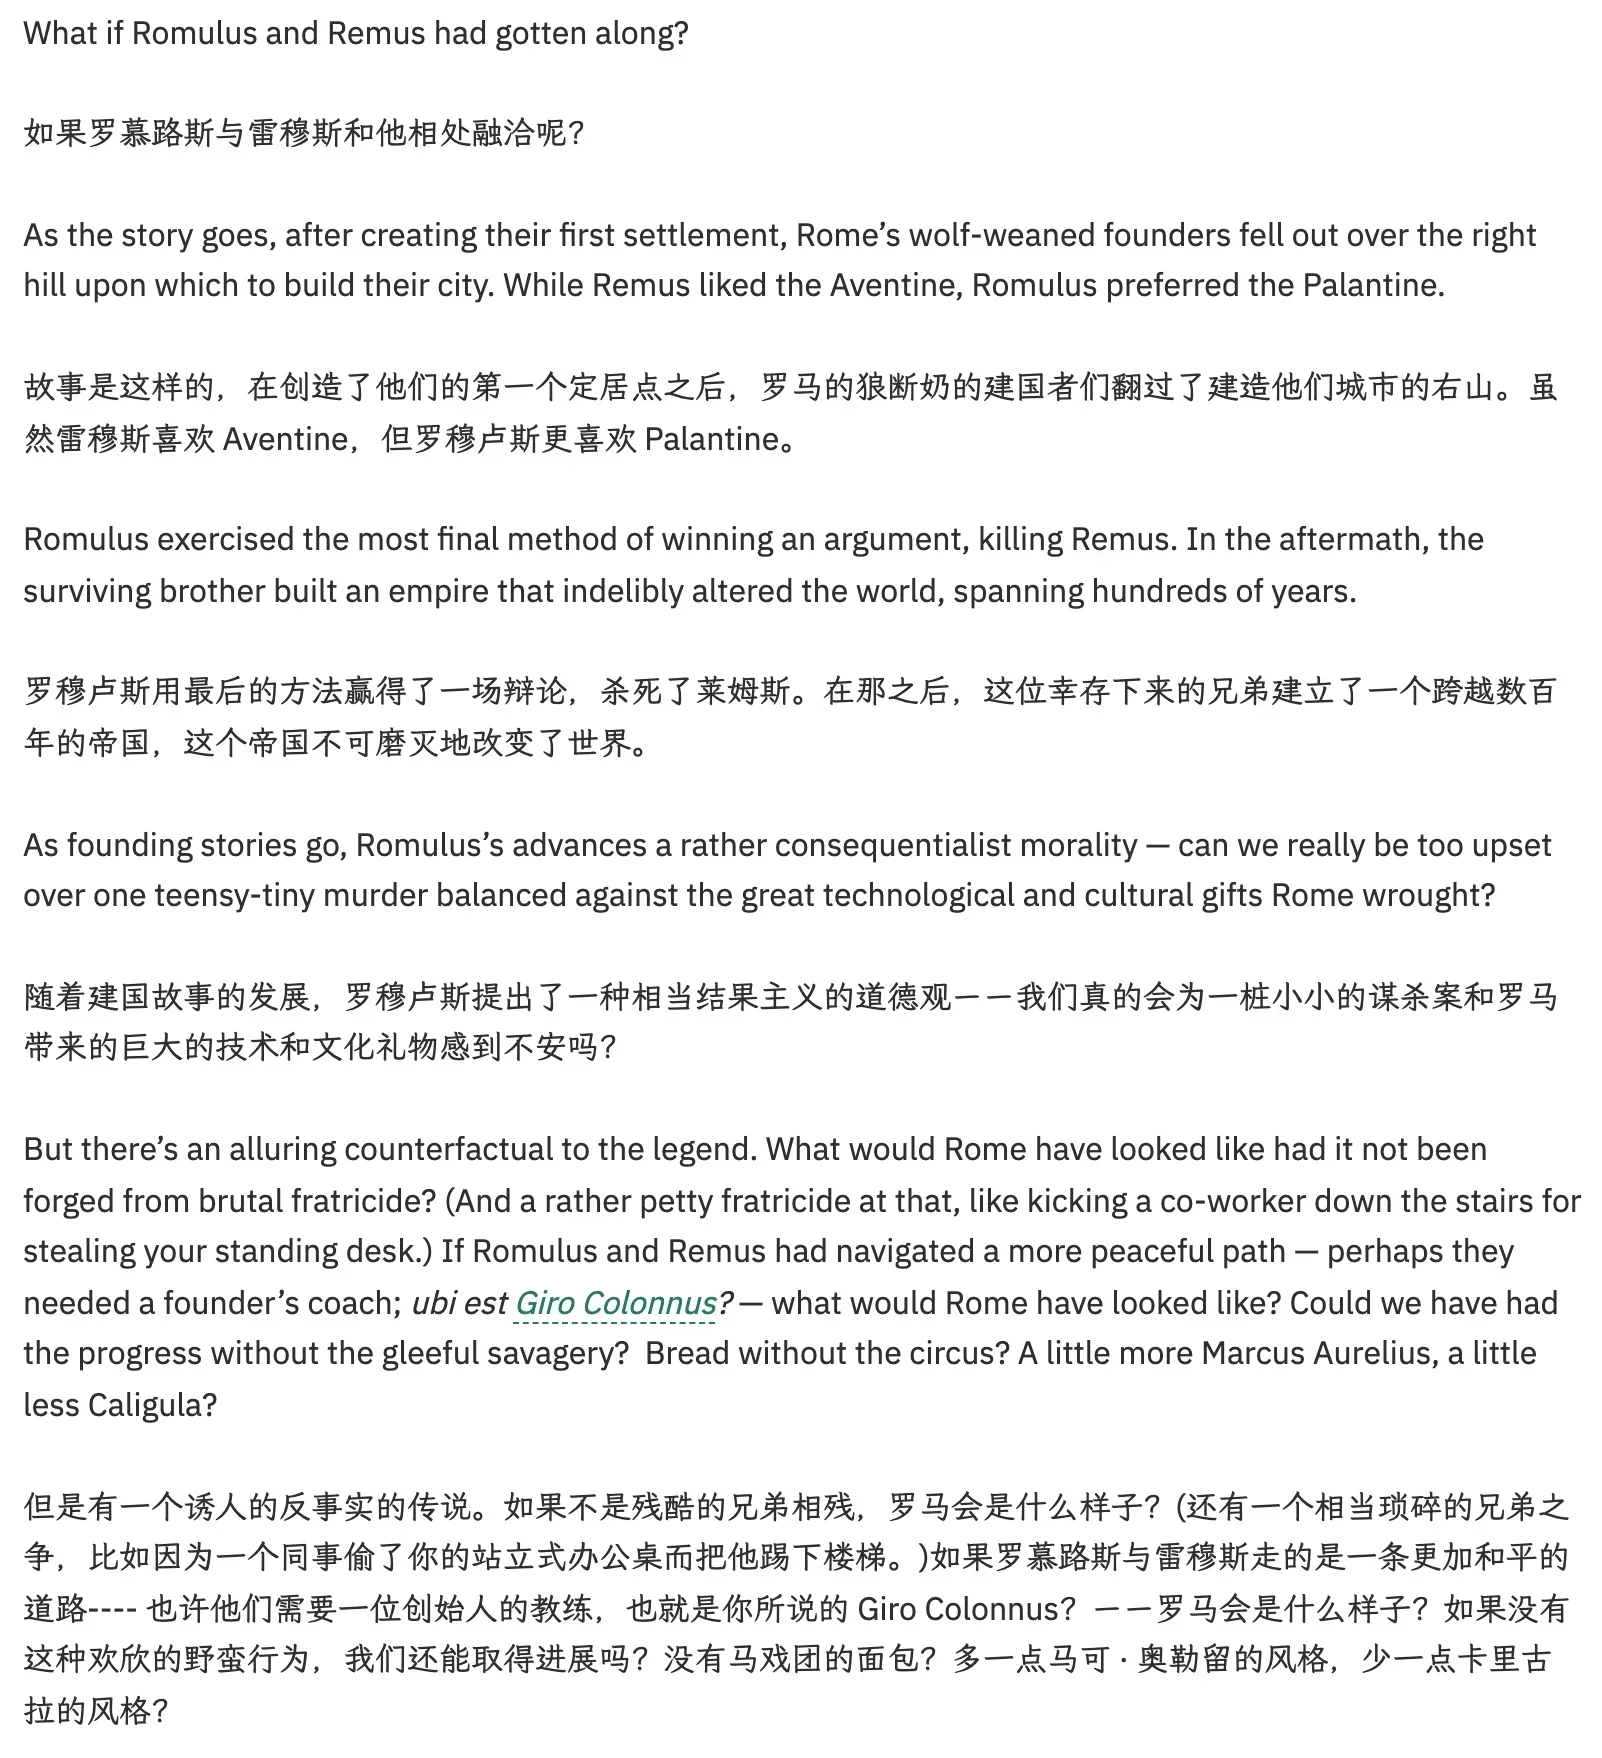 What if Romulus and Remus had gotten along?
如果罗慕路斯与雷穆斯和他相处融洽呢？
As the story goes, after creating their first settlement, Rome’s wolf-weaned founders fell out over the right
hill upon which to build their city. While Remus liked the Aventine, Romulus preferred the Palantine.
故事是这样的，在创造了他们的第一个定居点之后，罗马的狼断奶的建国者们翻过了建造他们城市的右山。虽
然雷穆斯喜欢 Aventine，但罗穆卢斯更喜欢 Palantine。
Romulus exercised the most final method of winning an argument, killing Remus. In the aftermath, the
surviving brother built an empire that indelibly altered the world, spanning hundreds of years.
罗穆卢斯用最后的方法赢得了一场辩论，杀死了莱姆斯。在那之后，这位幸存下来的兄弟建立了一个跨越数百
年的帝国，这个帝国不可磨灭地改变了世界。
As founding stories go, Romulus’s advances a rather consequentialist morality — can we really be too upset
over one teensy-tiny murder balanced against the great technological and cultural gifts Rome wrought?
随着建国故事的发展，罗穆卢斯提出了一种相当结果主义的道德观——我们真的会为一桩小小的谋杀案和罗马
带来的巨大的技术和文化礼物感到不安吗？
But there’s an alluring counterfactual to the legend. What would Rome have looked like had it not been
forged from brutal fratricide? (And a rather petty fratricide at that, like kicking a co-worker down the stairs for
stealing your standing desk.) If Romulus and Remus had navigated a more peaceful path — perhaps they
needed a founder’s coach; ubi est Giro Colonnus? — what would Rome have looked like? Could we have had
the progress without the gleeful savagery?  Bread without the circus? A little more Marcus Aurelius, a little
less Caligula?
但是有一个诱人的反事实的传说。如果不是残酷的兄弟相残，罗马会是什么样子？(还有一个相当琐碎的兄弟之
争，比如因为一个同事偷了你的站立式办公桌而把他踢下楼梯。)如果罗慕路斯与雷穆斯走的是一条更加和平的
道路---- 也许他们需要一位创始人的教练，也就是你所说的 Giro Colonnus？——罗马会是什么样子？如果没有
这种欢欣的野蛮行为，我们还能取得进展吗？没有马戏团的面包？多一点马可·奥勒留的风格，少一点卡里古
拉的风格？